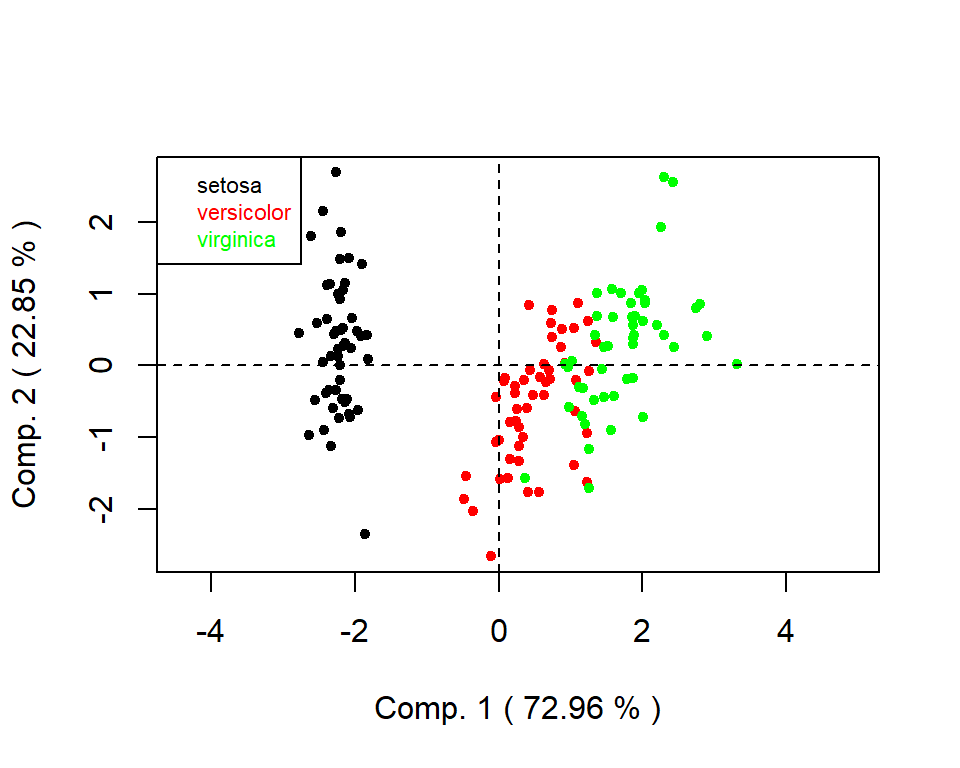 setosa
versicolor
virginica
Comp. 2 ( 22.85 % )
2
1
0
-1
-2
-4
-2
0
2
4
Comp. 1 ( 72.96 % )